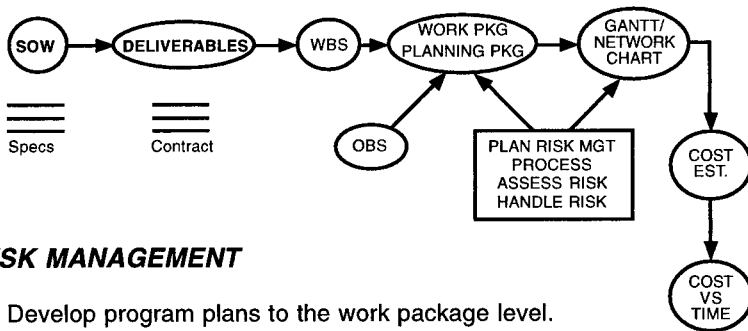 SOW
DELIVERABLES
WBS
WORK PKG
PLANNING PKG
GANTT/
NETWORK
CHART
Specs
Contract
OBS
PLAN RISK MGT
PROCESS
ASSESS RISK
HANDLE RISK
COST
EST.
SK MANAGEMENT
COST
VS
TIME
Develop program plans to the work package level.